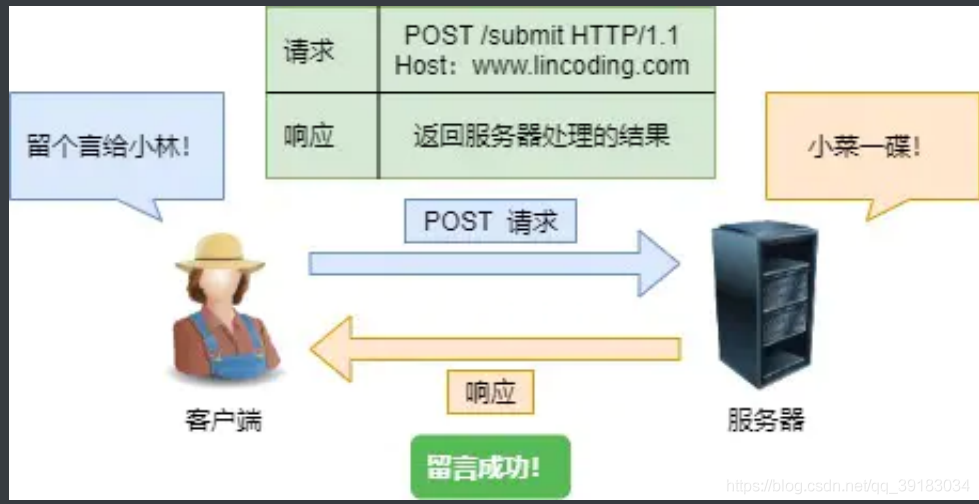 请求
POST /submit HTTP/1.1
Host：www.lincoding.com
响应
返回服务器处理的结果
留个言给小林！
小菜一碟！
POST 请求
响应
客户端
服务器
留言成功！
https://blog.csdn.net/qq_39183034